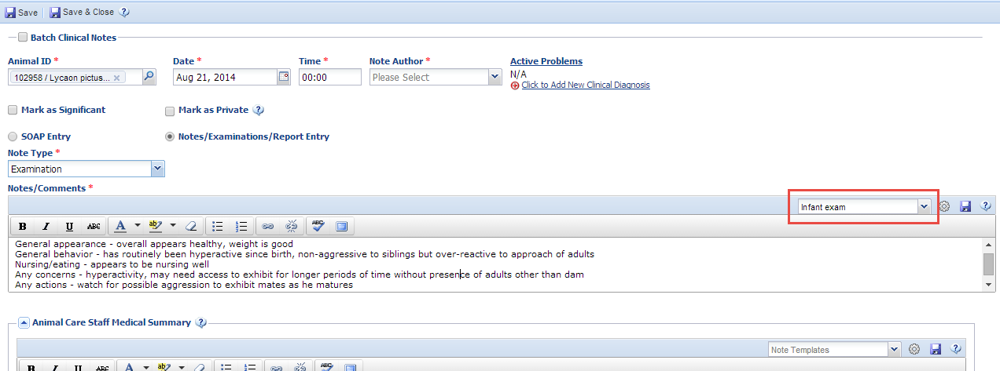 Save Save & Close ?
Batch Clinical Notes
Animal ID * Date * Time * Note Author * Active Problems
102958 / Lycaon pictus... Aug 21, 2014 00:00 Please Select N/A
Click to Add New Clinical Diagnosis
Mark as Significant Mark as Private ?
SOAP Entry Notes/Examinations/Report Entry
Note Type *
Examination
Notes/Comments *
Infant exam ?
B I U ABC A ab ABC
General appearance - overall appears healthy, weight is good
General behavior - has routinely been hyperactive since birth, non-aggressive to siblings but over-reactive to approach of adults
Nursing/eating - appears to be nursing well
Any concerns - hyperactivity, may need access to exhibit for longer periods of time without presence of adults other than dam
Any actions - watch for possible aggression to exhibit mates as he matures
Animal Care Staff Medical Summary ?
Note Templates ?
B I U ABC A ab ABC